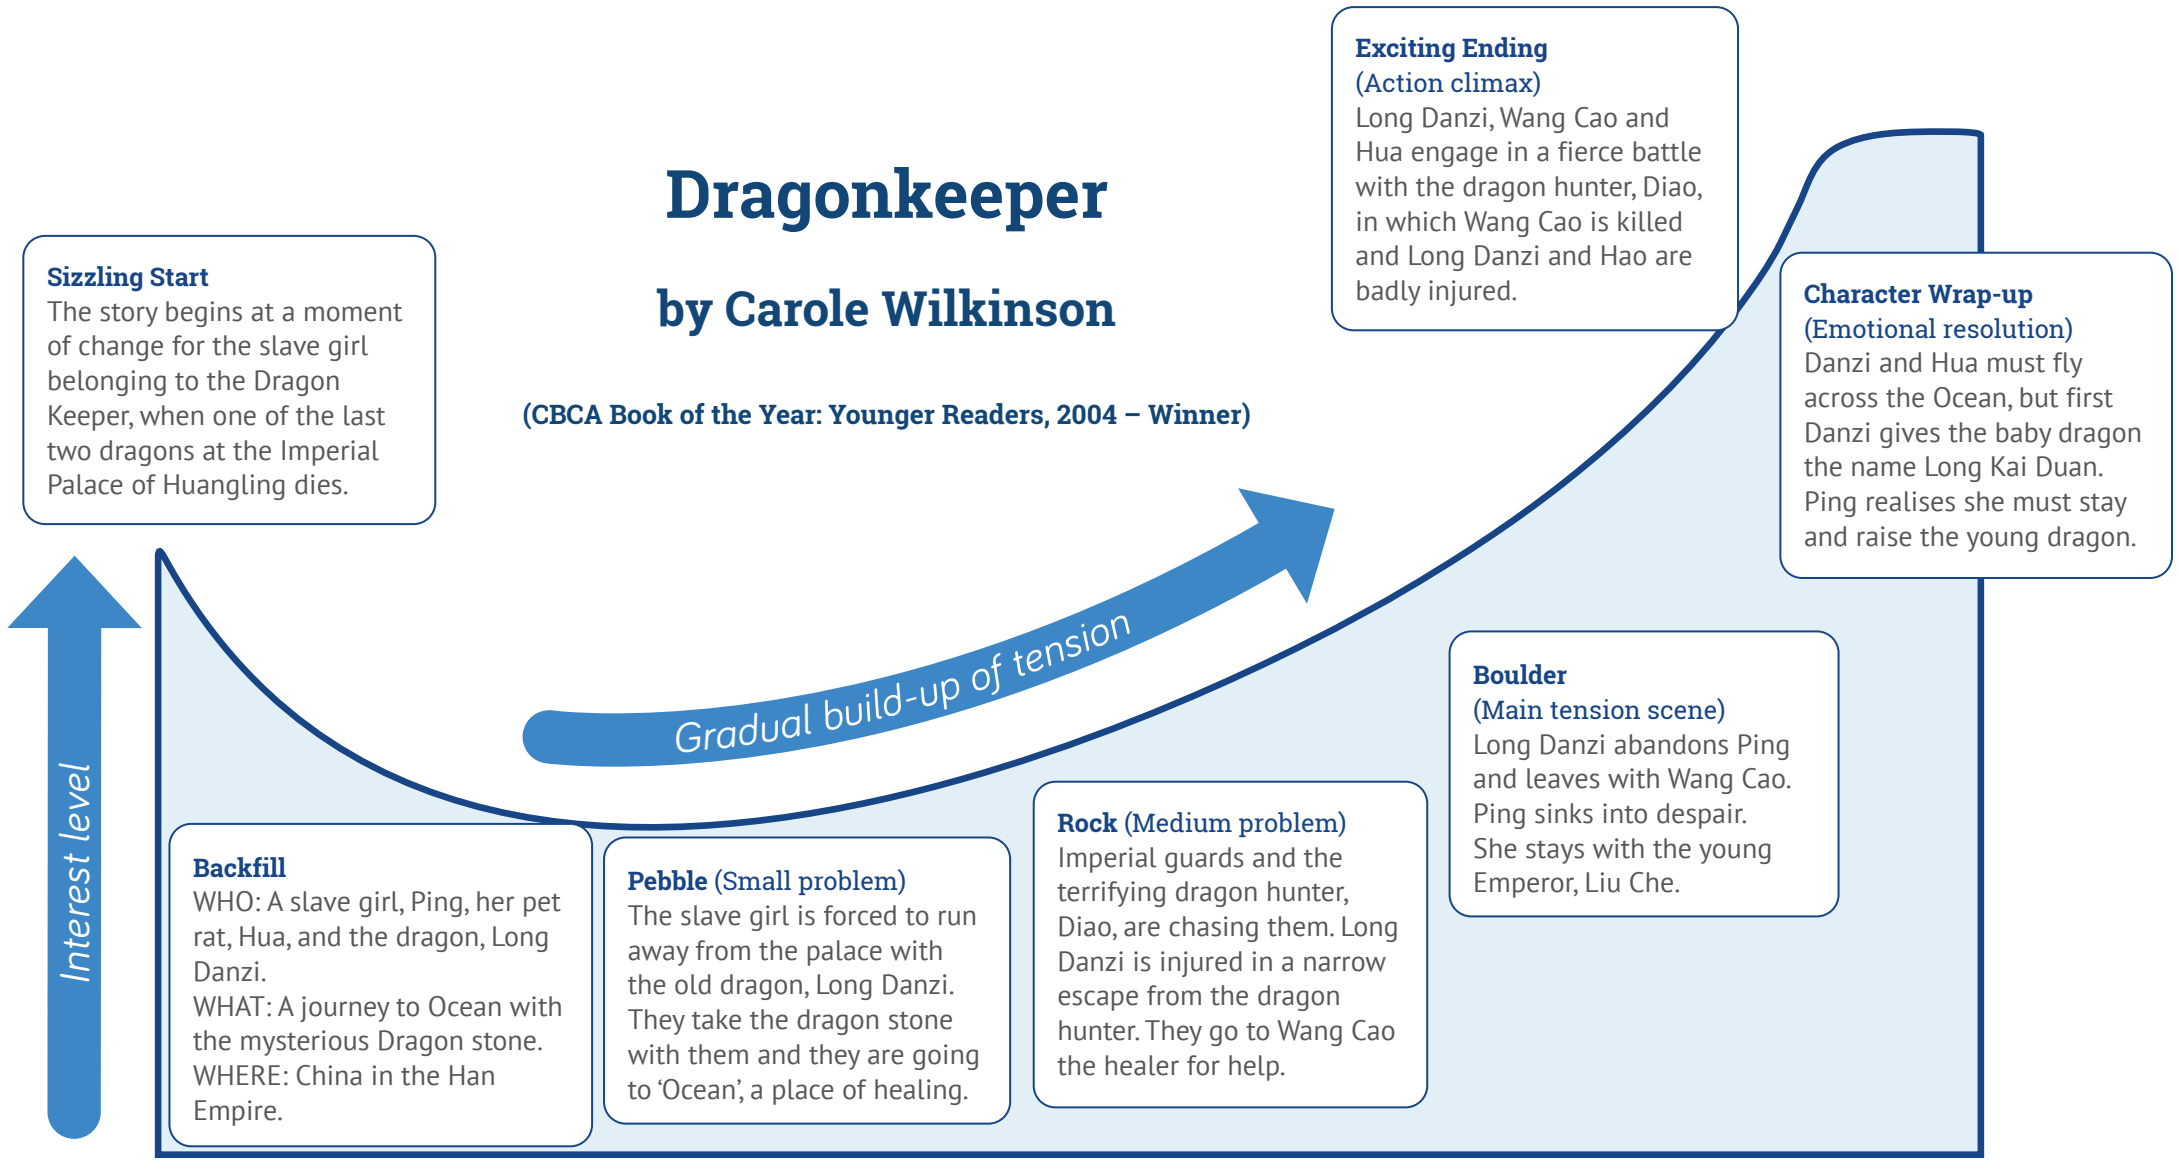 Dragonkeeper
by Carole Wilkinson
(CBCA Book of the Year: Younger Readers, 2004 – Winner)
Sizzling Start
The story begins at a moment
of change for the slave girl
belonging to the Dragon
Keeper, when one of the last
two dragons at the Imperial
Palace of Huangling dies.
Interest level
Backfill
WHO: A slave girl, Ping, her pet
rat, Hua, and the dragon, Long
Danzi.
WHAT: A journey to Ocean with
the mysterious Dragon stone.
WHERE: China in the Han
Empire.
Gradual build-up of tension
Pebble (Small problem)
The slave girl is forced to run
away from the palace with
the old dragon, Long Danzi.
They take the dragon stone
with them and they are going
to ‘Ocean’, a place of healing.
Rock (Medium problem)
Imperial guards and the
terrifying dragon hunter,
Diao, are chasing them. Long
Danzi is injured in a narrow
escape from the dragon
hunter. They go to Wang Cao
the healer for help.
Boulder
(Main tension scene)
Long Danzi abandons Ping
and leaves with Wang Cao.
Ping sinks into despair.
She stays with the young
Emperor, Liu Che.
Exciting Ending
(Action climax)
Long Danzi, Wang Cao and
Hua engage in a fierce battle
with the dragon hunter, Diao,
in which Wang Cao is killed
and Long Danzi and Hao are
badly injured.
Character Wrap-up
(Emotional resolution)
Danzi and Hua must fly
across the Ocean, but first
Danzi gives the baby dragon
the name Long Kai Duan.
Ping realises she must stay
and raise the young dragon.